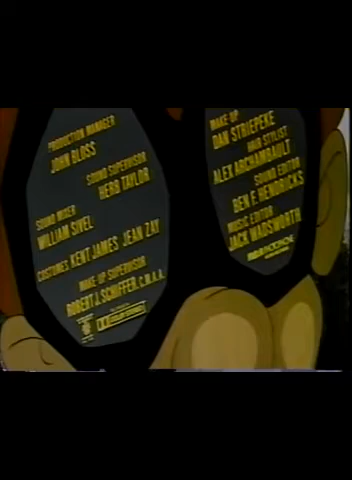 PRODUCTION MANAGER
JOHN BLOSS
SOUND SUPERVISOR
HERB TAYLOR
SOUND MIXER
WILLIAM SIVEL
COSTUMES KENT JAMES JEAN ZAY
MAKE UP SUPERVISOR
ROBERT J. SCHIFFER, C.M.A.A.
MAKE UP
DAN STRIEPEKE
HAIR STYLIST
ALEX ARCHAMBAULT
SOUND EDITOR
BEN F. HENDRICKS
MUSIC EDITOR
JACK WADSWORTH